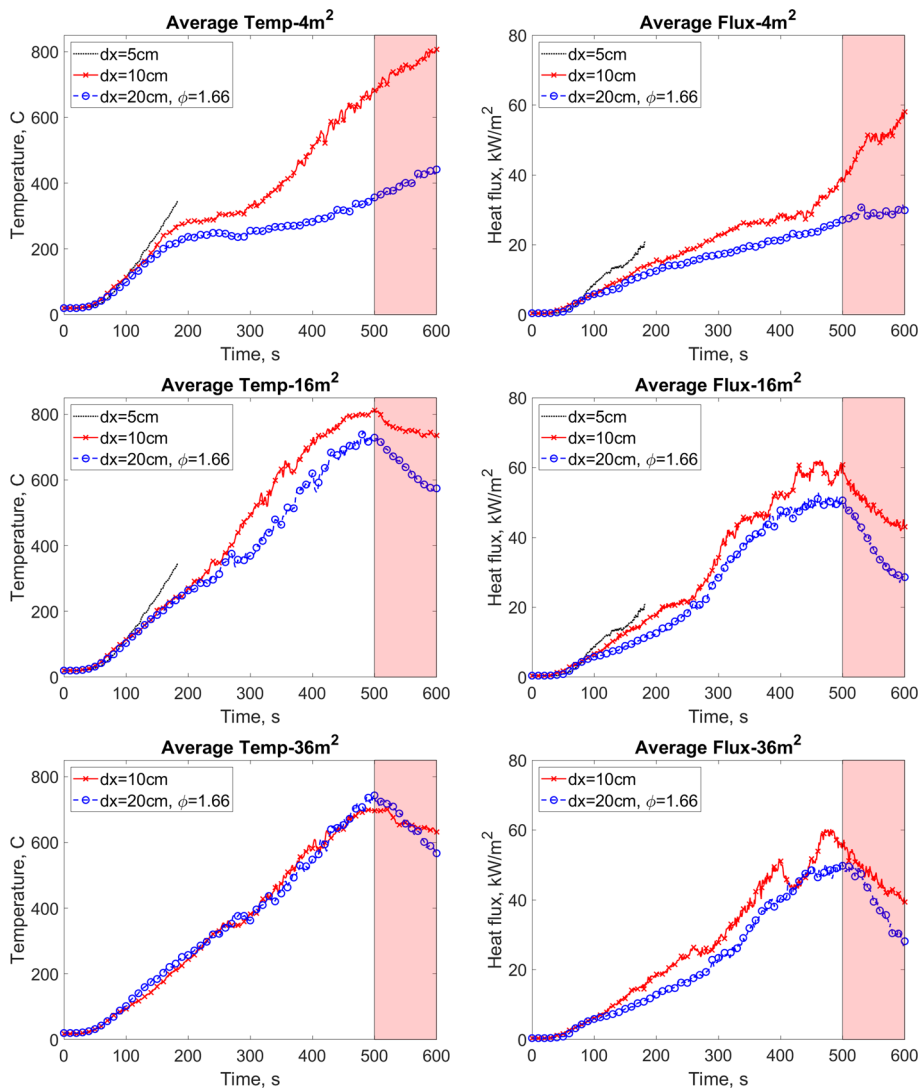 Average Temp-4m²
dx=5cm
dx=10cm
dx=20cm, ϕ=1.66
800
600
400
200
0
Temperature, C
0 100 200 300 400 500 600
Time, s
Average Flux-4m²
dx=5cm
dx=10cm
dx=20cm, ϕ=1.66
80
60
40
20
0
Heat flux, kW/m²
0 100 200 300 400 500 600
Time, s
Average Temp-16m²
dx=5cm
dx=10cm
dx=20cm, ϕ=1.66
800
600
400
200
0
Temperature, C
0 100 200 300 400 500 600
Time, s
Average Flux-16m²
dx=5cm
dx=10cm
dx=20cm, ϕ=1.66
80
60
40
20
0
Heat flux, kW/m²
0 100 200 300 400 500 600
Time, s
Average Temp-36m²
dx=10cm
dx=20cm, ϕ=1.66
800
600
400
200
0
Temperature, C
0 100 200 300 400 500 600
Time, s
Average Flux-36m²
dx=10cm
dx=20cm, ϕ=1.66
80
60
40
20
0
Heat flux, kW/m²
0 100 200 300 400 500 600
Time, s